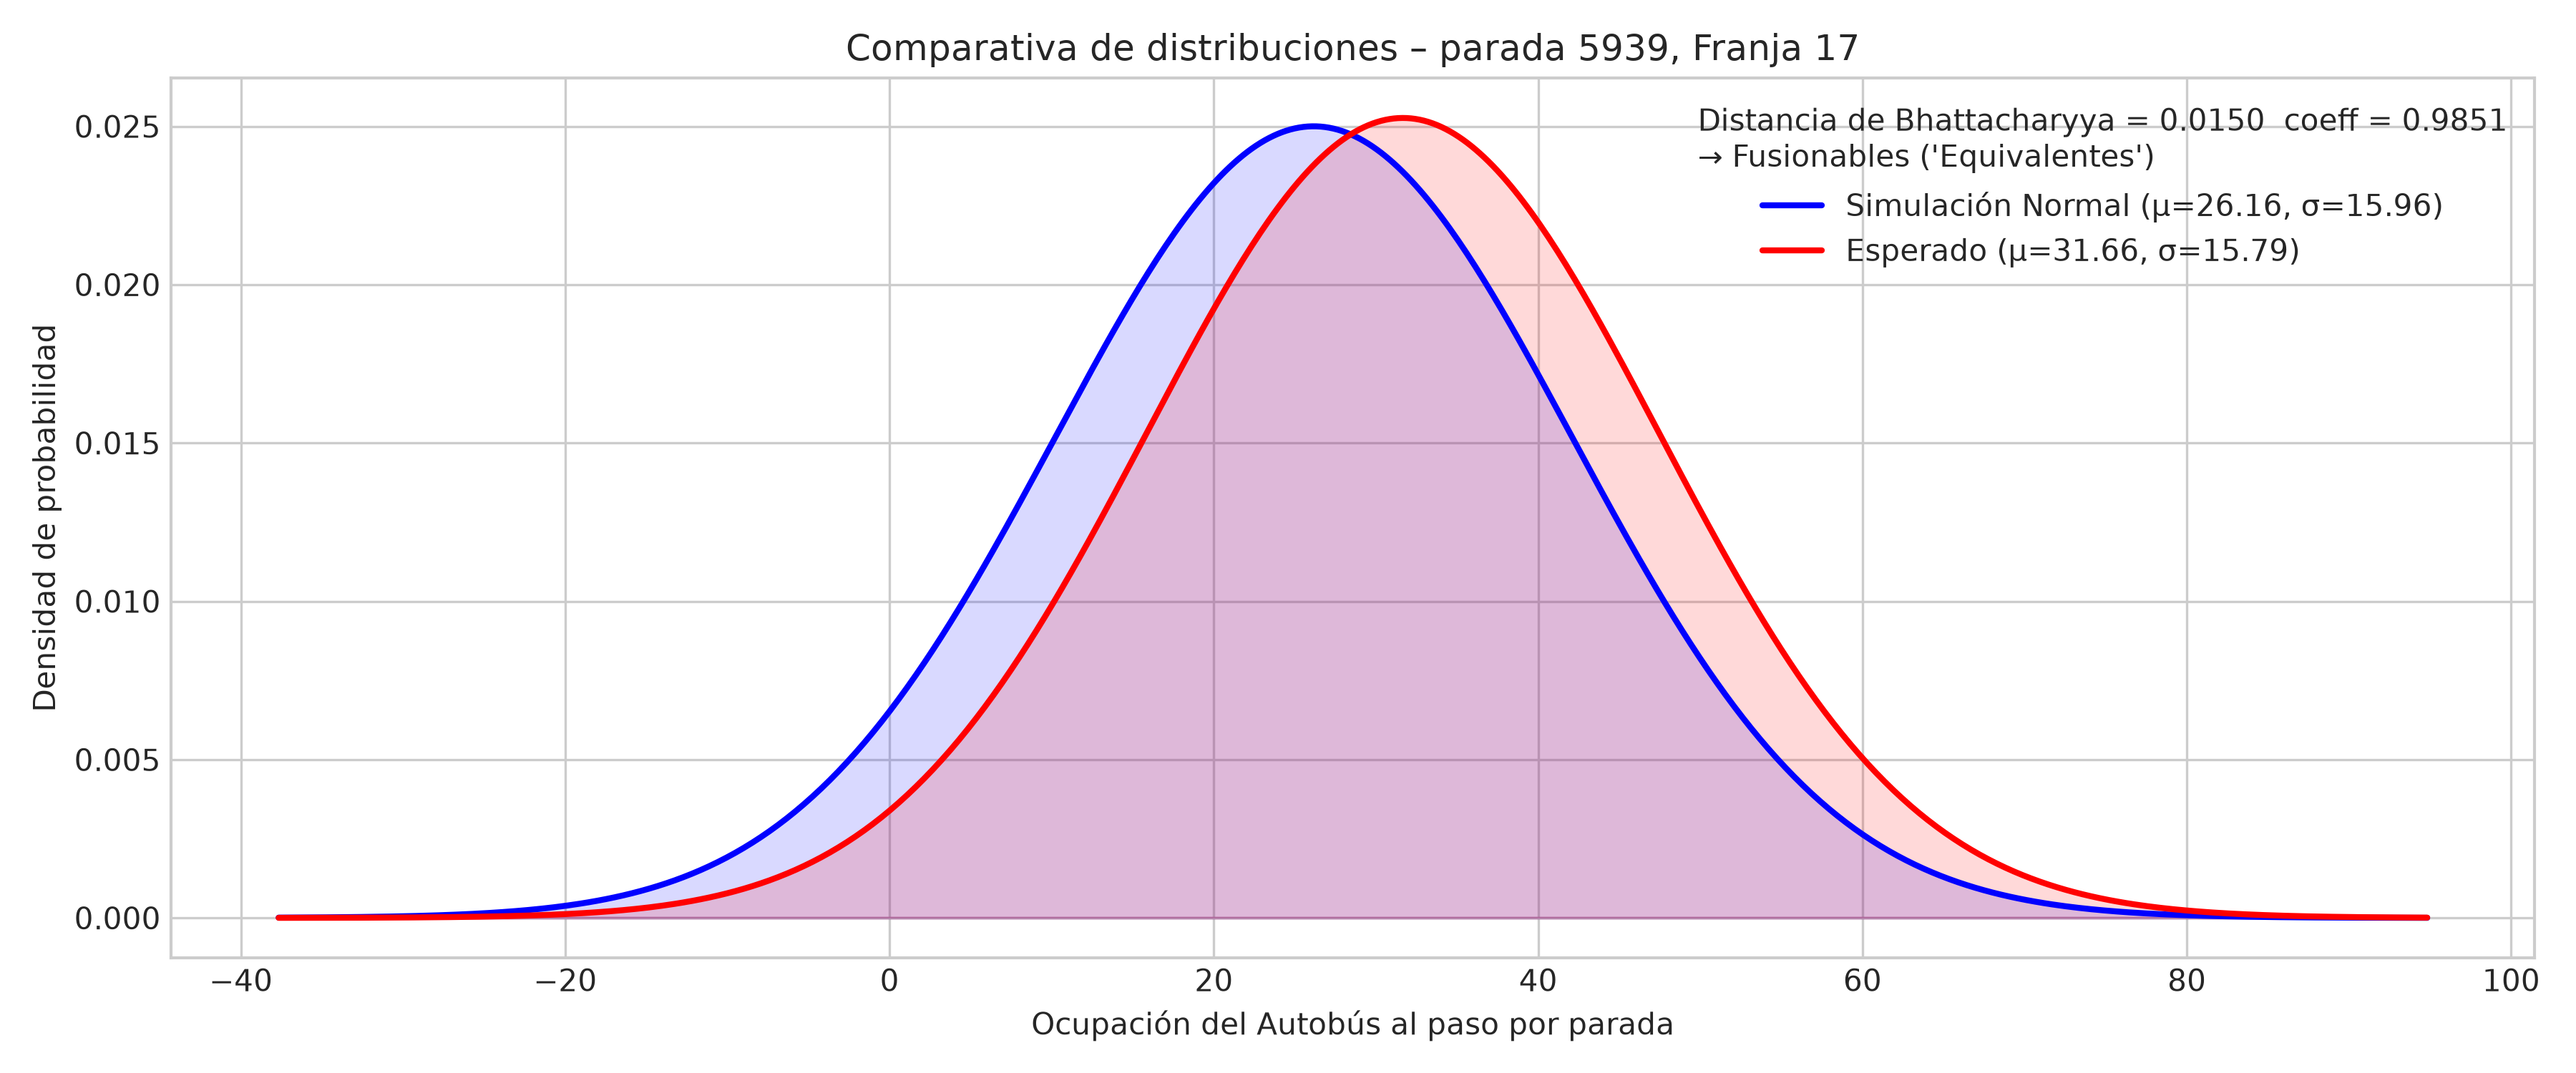 Comparativa de distribuciones – parada 5939, Franja 17
Distancia de Bhattacharyya = 0.0150  coeff = 0.9851
→ Fusionables ('Equivalentes')
Simulación Normal (μ=26.16, σ=15.96)
Esperado (μ=31.66, σ=15.79)
Densidad de probabilidad
0.025
0.020
0.015
0.010
0.005
0.000
−40 −20 0 20 40 60 80 100
Ocupación del Autobús al paso por parada